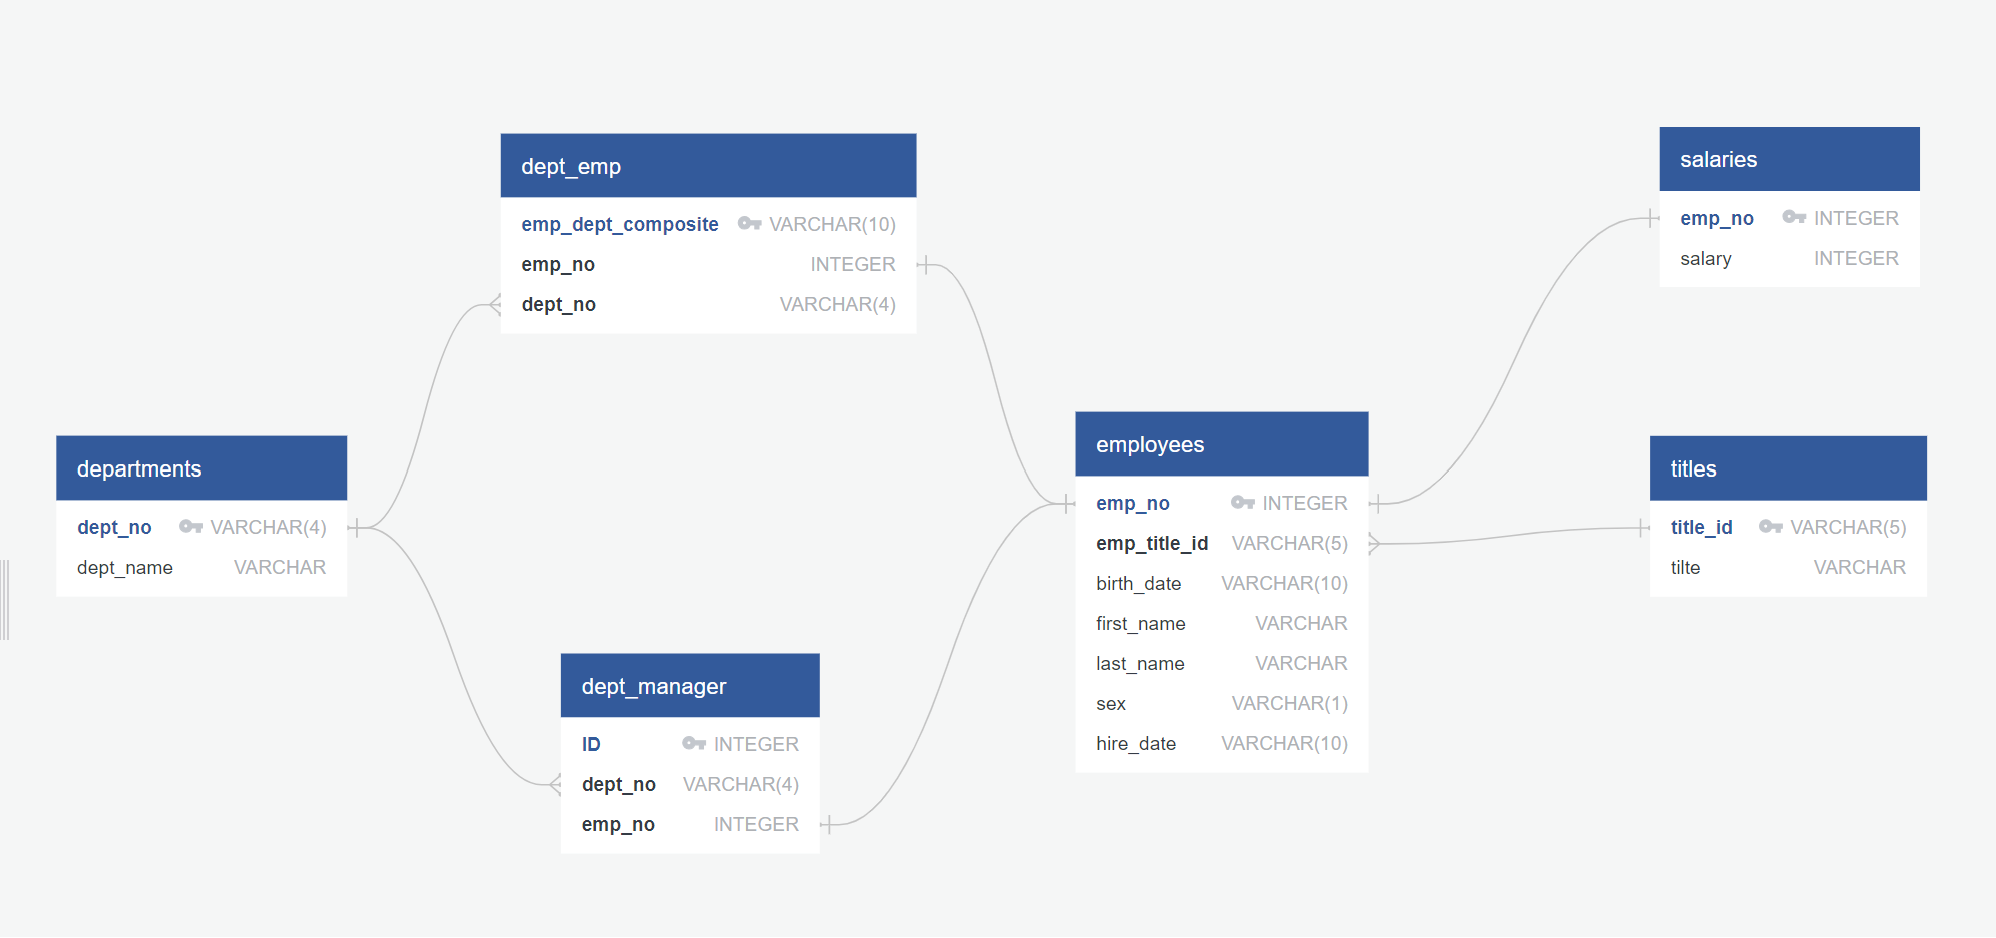 dept_emp
emp_dept_composite VARCHAR(10)
emp_no INTEGER
dept_no VARCHAR(4)
salaries
emp_no INTEGER
salary INTEGER
departments
dept_no VARCHAR(4)
dept_name VARCHAR
employees
emp_no INTEGER
emp_title_id VARCHAR(5)
birth_date VARCHAR(10)
first_name VARCHAR
last_name VARCHAR
sex VARCHAR(1)
hire_date VARCHAR(10)
titles
title_id VARCHAR(5)
tilte VARCHAR
dept_manager
ID INTEGER
dept_no VARCHAR(4)
emp_no INTEGER